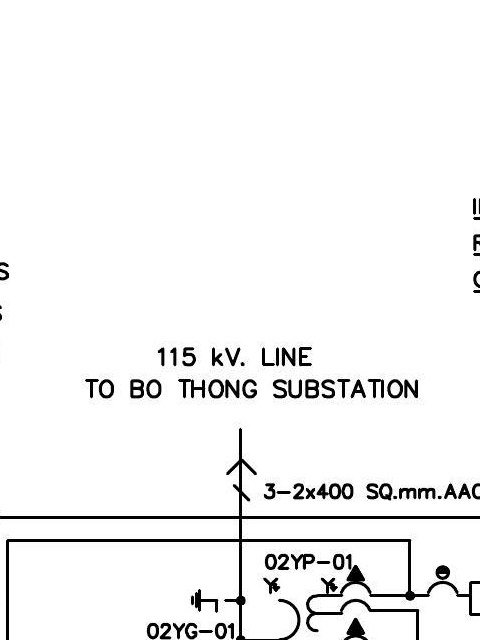 115 kV. LINE
TO BO THONG SUBSTATION
3-2x400 SQ.mm.AAC
02YP-01
02YG-01